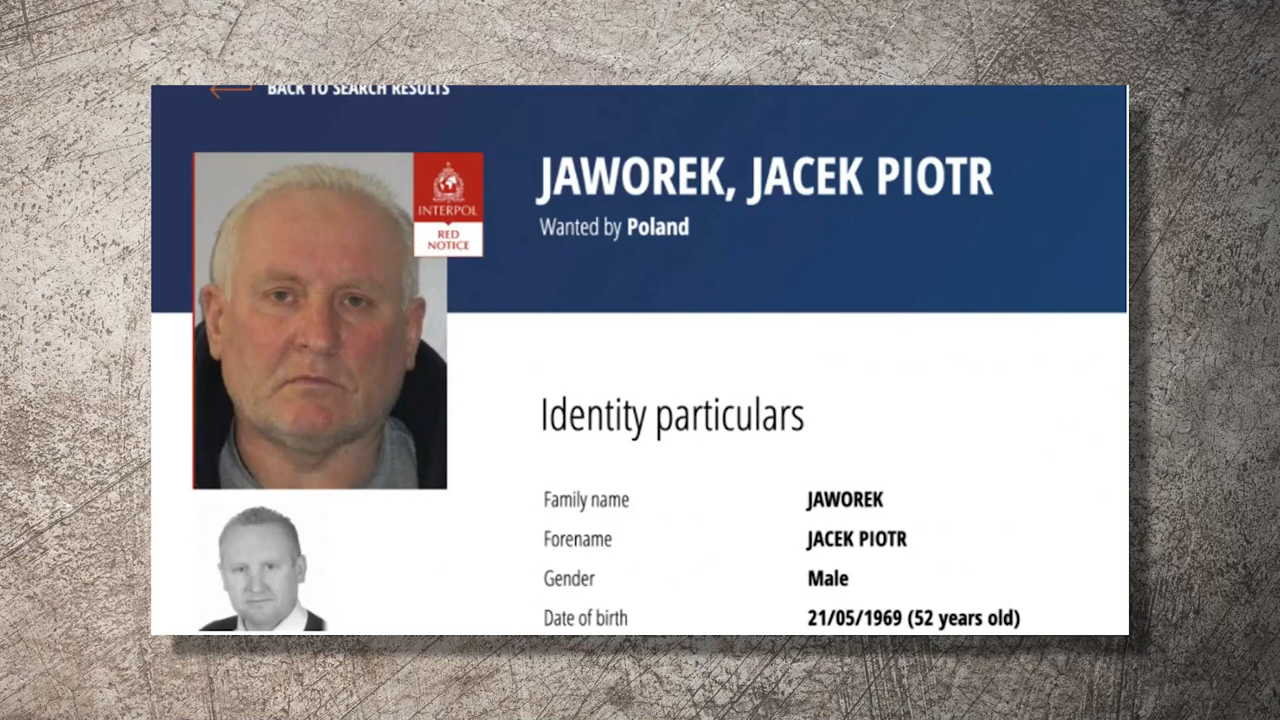 BACK TO SEARCH RESULTS
INTERPOL
RED
NOTICE
JAWOREK, JACEK PIOTR
Wanted by Poland
Identity particulars
Family name JAWOREK
Forename JACEK PIOTR
Gender Male
Date of birth 21/05/1969 (52 years old)